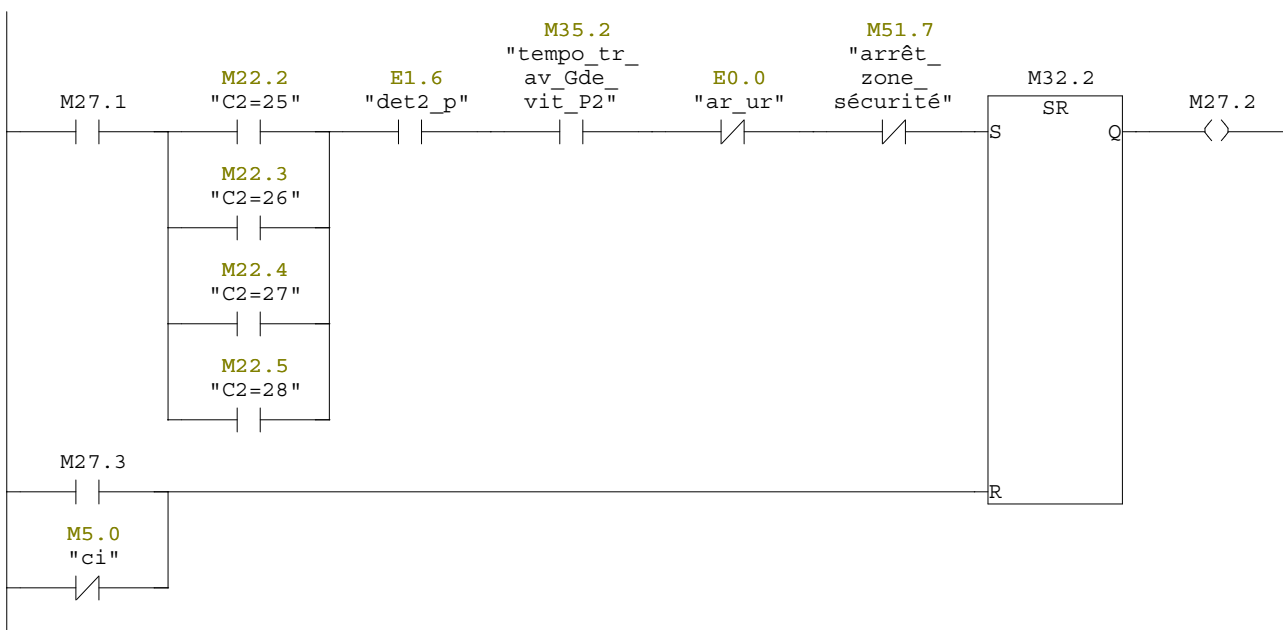 M35.2
M51.7
"tempo_tr_
"arrêt_
M22.2
E1.6
av_Gde_
E0.0
zone_
M32.2
M27.1
"C2=25"
"det2_p"
vit_P2"
"ar_ur"
sécurité"
SR
M27.2
S
Q
M22.3
"C2=26"
M22.4
"C2=27"
M22.5
"C2=28"
M27.3
R
M5.0
"ci"